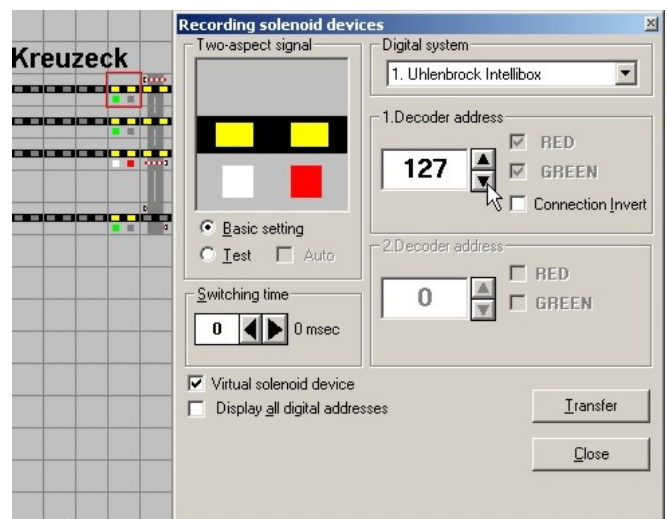 Kreuzeck
Recording solenoid devices
Two-aspect signal
Basic setting
Test
Auto
Switching time
0
0 msec
Virtual solenoid device
Display all digital addresses
Digital system
1. Uhlenbrock Intellibox
1.Decoder address
127
RED
GREEN
Connection Invert
2.Decoder address
0
RED
GREEN
Transfer
Close